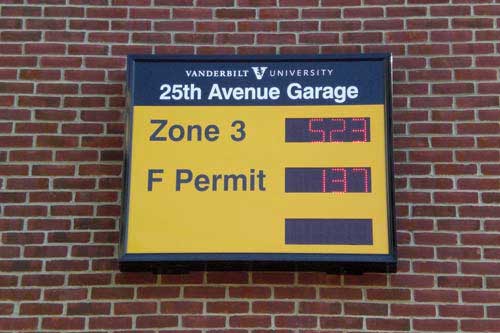 VANDERBILT V UNIVERSITY
25th Avenue Garage
Zone 3 523
F Permit 137